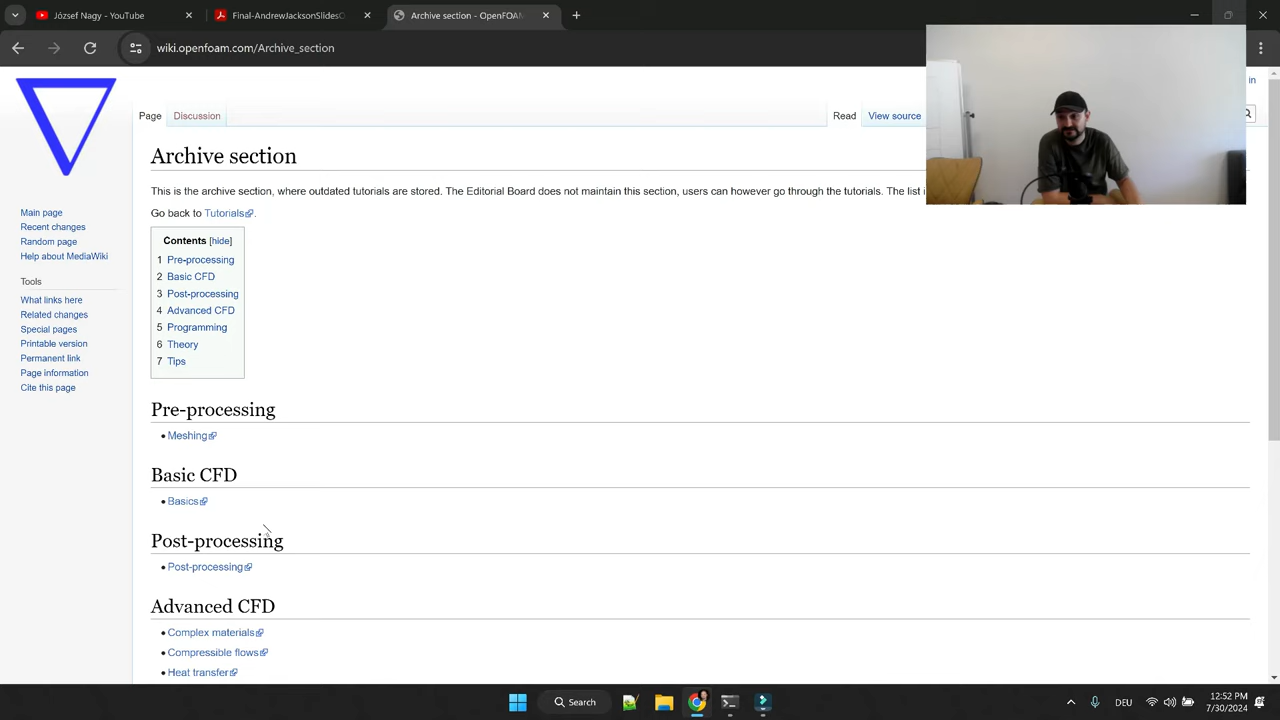 József Nagy - YouTube
Final-AndrewJacksonSlidesO
Archive section - OpenFOAM
wiki.openfoam.com/Archive_section
in
Page
Discussion
Read
View source
Archive section
This is the archive section, where outdated tutorials are stored. The Editorial Board does not maintain this section, users can however go through the tutorials. The list i
Go back to Tutorials.
Contents [hide]
1 Pre-processing
2 Basic CFD
3 Post-processing
4 Advanced CFD
5 Programming
6 Theory
7 Tips
Main page
Recent changes
Random page
Help about MediaWiki
Tools
What links here
Related changes
Special pages
Printable version
Permanent link
Page information
Cite this page
Pre-processing
Meshing
Basic CFD
Basics
Post-processing
Post-processing
Advanced CFD
Complex materials
Compressible flows
Heat transfer
Search
DEU
12:52 PM
7/30/2024